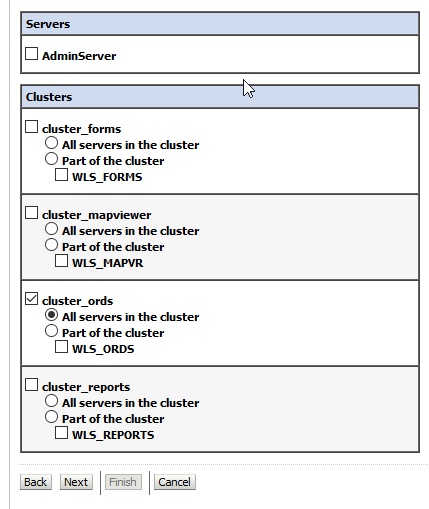 Servers
AdminServer
Clusters
cluster_forms
All servers in the cluster
Part of the cluster
WLS_FORMS
cluster_mapviewer
All servers in the cluster
Part of the cluster
WLS_MAPVR
cluster_ords
All servers in the cluster
Part of the cluster
WLS_ORDS
cluster_reports
All servers in the cluster
Part of the cluster
WLS_REPORTS
Back Next Finish Cancel